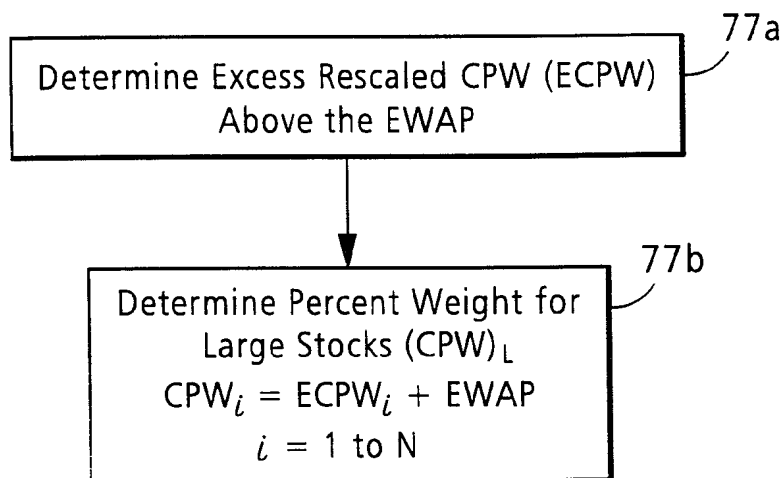 77a
Determine Excess Rescaled CPW (ECPW)
Above the EWAP
77b
Determine Percent Weight for
Large Stocks (CPW)L
CPWi = ECPWi + EWAP
i = 1 to N